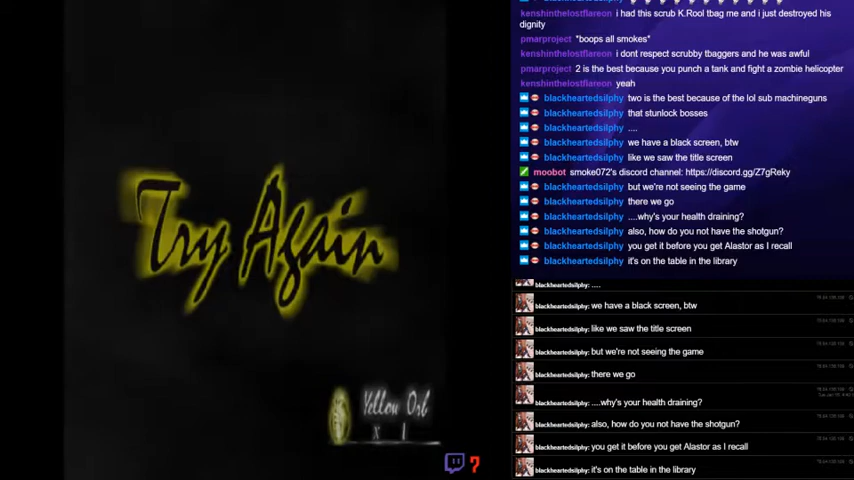 Try Again
Yellow Orb
X 1
7
kenshinthelostflareon i had this scrub K.Rool tbag me and i just destroyed his
dignity
pmarproject *boops all smokes*
kenshinthelostflareon i dont respect scrubby tbaggers and he was awful
pmarproject 2 is the best because you punch a tank and fight a zombie helicopter
kenshinthelostflareon yeah
blackheartedsilphy two is the best because of the lol sub machineguns
blackheartedsilphy that stunlock bosses
blackheartedsilphy ....
blackheartedsilphy we have a black screen, btw
blackheartedsilphy like we saw the title screen
moobot smoke072's discord channel: https://discord.gg/Z7gReky
blackheartedsilphy but we're not seeing the game
blackheartedsilphy there we go
blackheartedsilphy ....why's your health draining?
blackheartedsilphy also, how do you not have the shotgun?
blackheartedsilphy you get it before you get Alastor as I recall
blackheartedsilphy it's on the table in the library
blackheartedsilphy: ....
blackheartedsilphy: we have a black screen, btw
blackheartedsilphy: like we saw the title screen
blackheartedsilphy: but we're not seeing the game
blackheartedsilphy: there we go
blackheartedsilphy: ....why's your health draining?
blackheartedsilphy: also, how do you not have the shotgun?
blackheartedsilphy: you get it before you get Alastor as I recall
blackheartedsilphy: it's on the table in the library